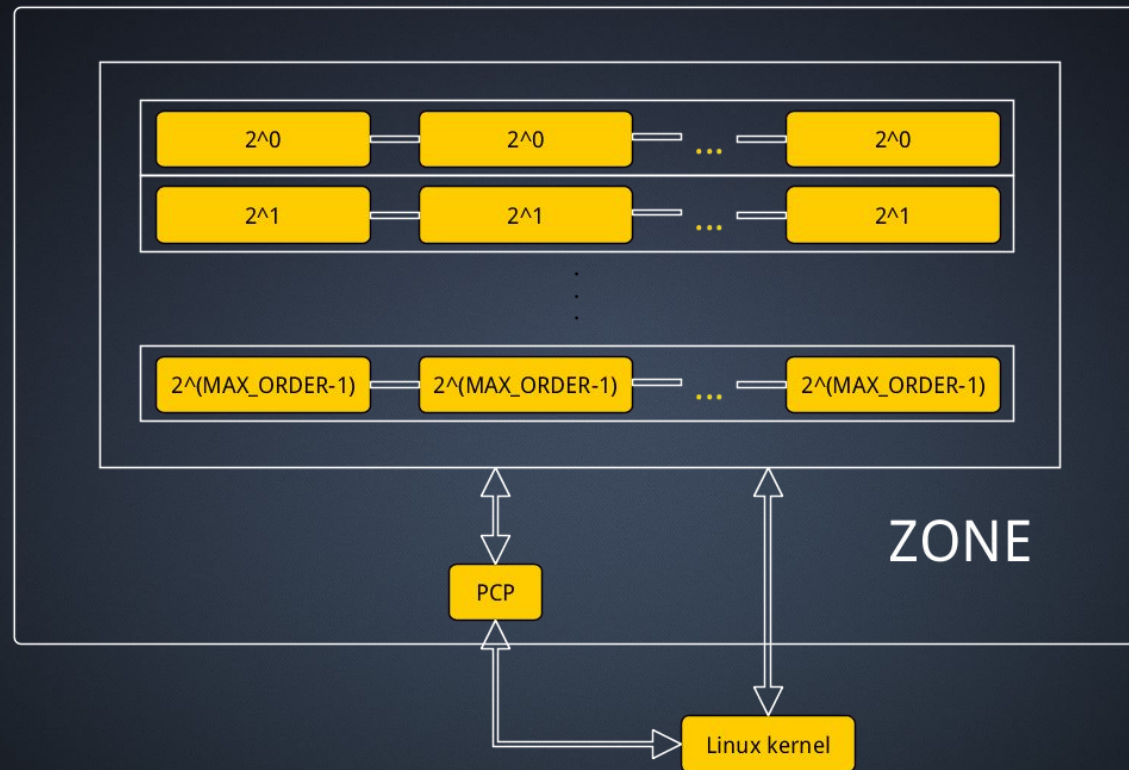 2^0 2^0 ... 2^0
2^1 2^1 ... 2^1
2^(MAX_ORDER-1) 2^(MAX_ORDER-1) ... 2^(MAX_ORDER-1)
ZONE
PCP
Linux kernel